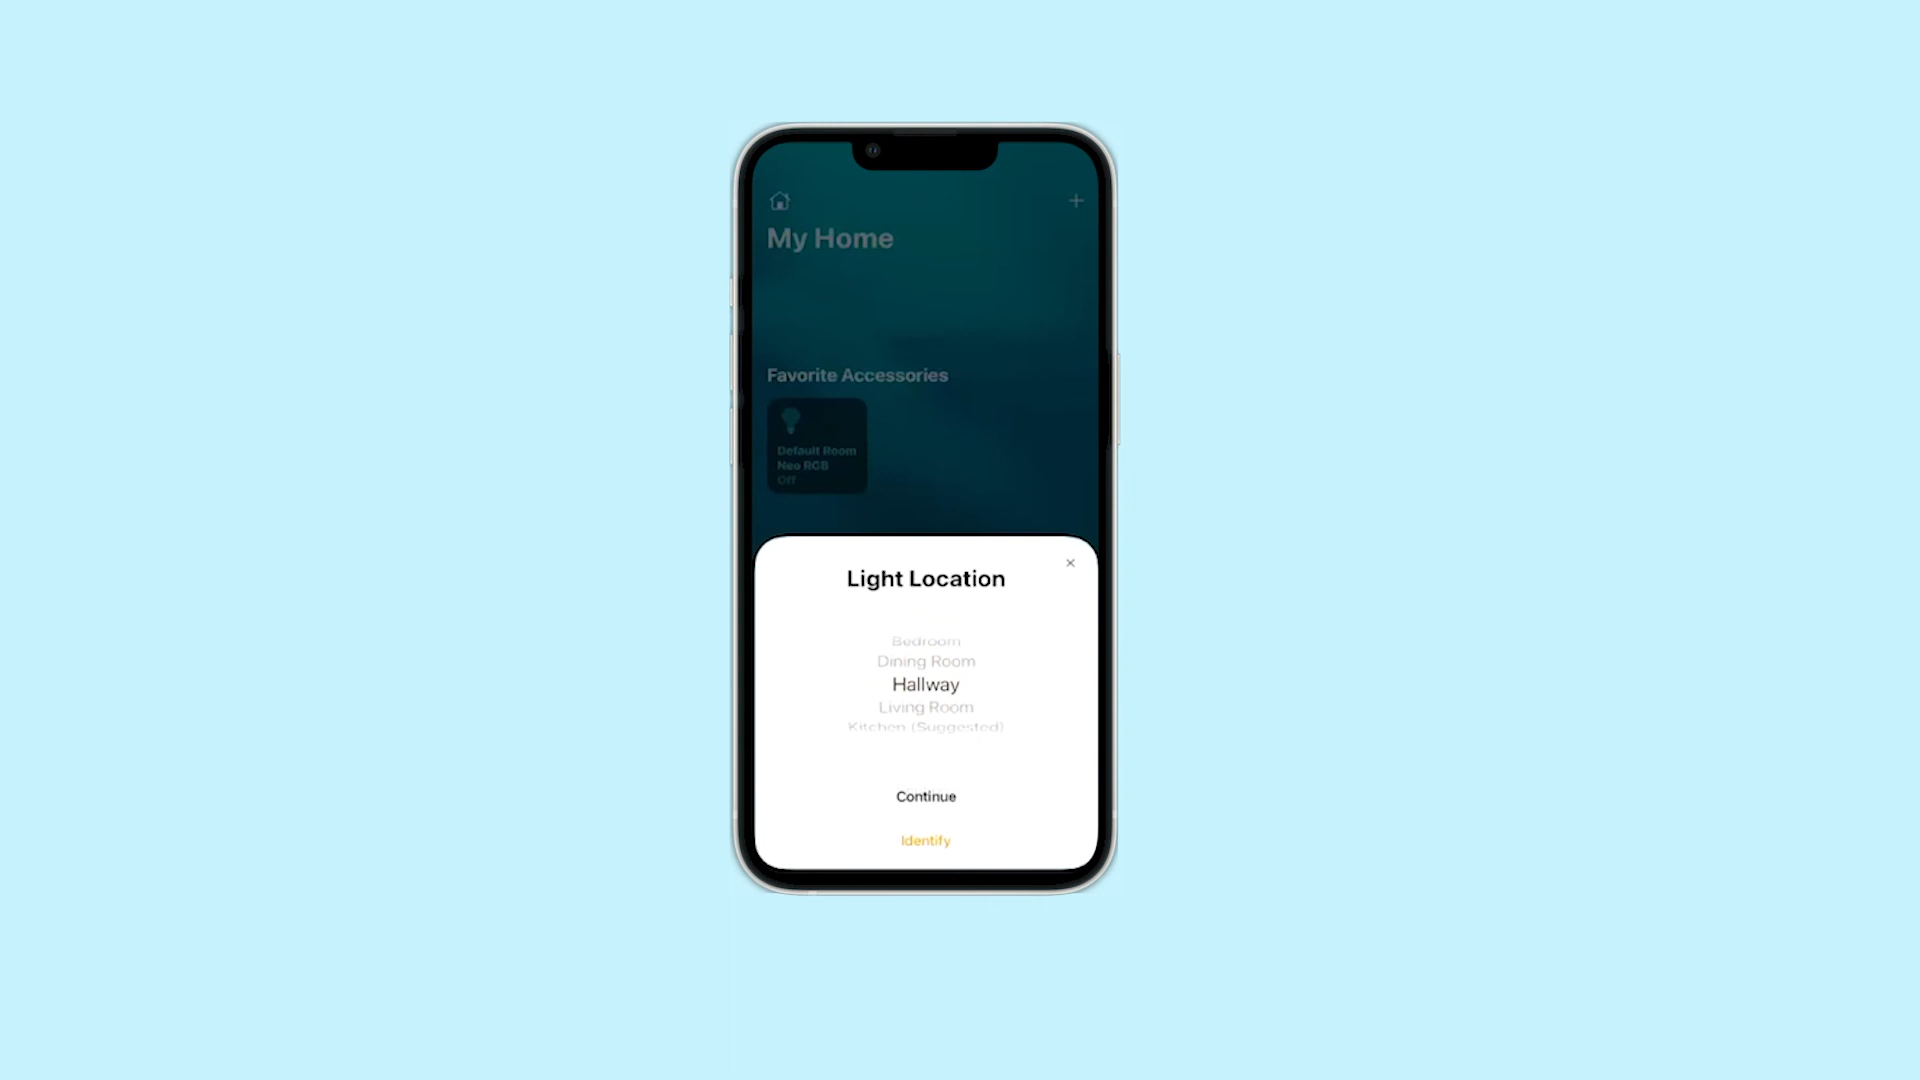 My Home
Favorite Accessories
Default Room
Neo RGB
Off
Light Location
Bedroom
Dining Room
Hallway
Living Room
Kitchen (Suggested)
Continue
Identify